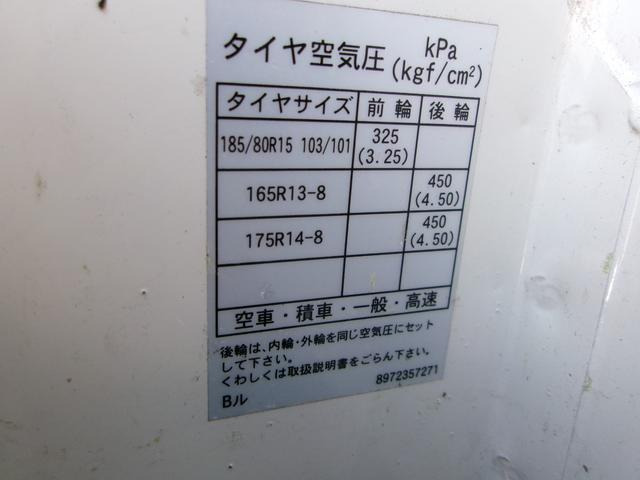 タイヤ空気圧 kPa
(kgf/cm²)
タイヤサイズ 前輪 後輪
185/80R15 103/101 325
(3.25)
165R13-8 450
(4.50)
175R14-8 450
(4.50)
空車・積車・一般・高速
後輪は、内輪・外輪を同じ空気圧にセット
して下さい。
くわしくは取扱説明書をごらん下さい。
8972357271
Bル